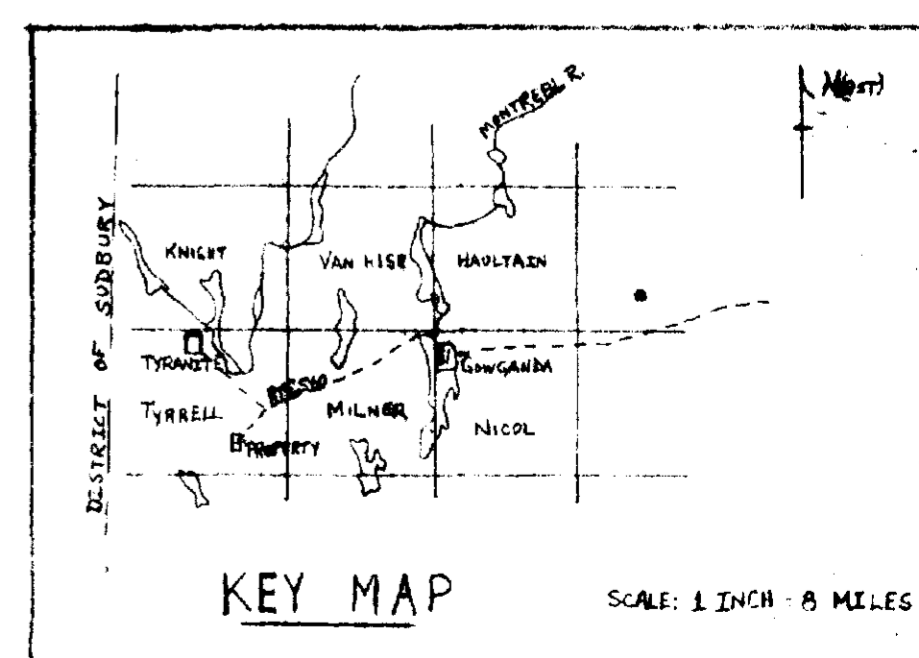 MONTREAL R.
DISTRICT OF SUDBURY
KNIGHT
VAN HISE
HAULTAIN
TYRANITE
GOWGANDA
TYRRELL
MILNER
NICOL
PROPERTY
KEY MAP
SCALE: 1 INCH = 8 MILES